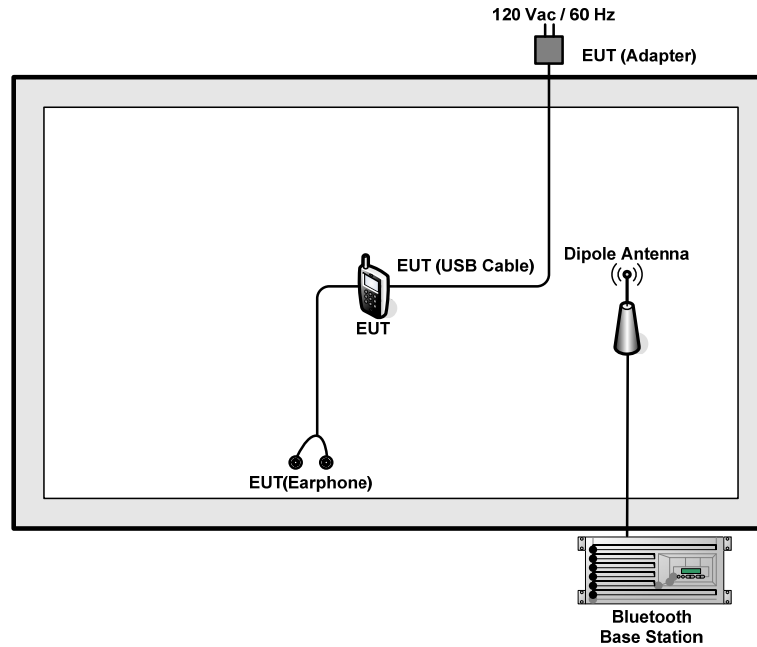 120 Vac / 60 Hz
EUT (Adapter)
EUT (USB Cable)
Dipole Antenna
EUT
EUT(Earphone)
Bluetooth
Base Station